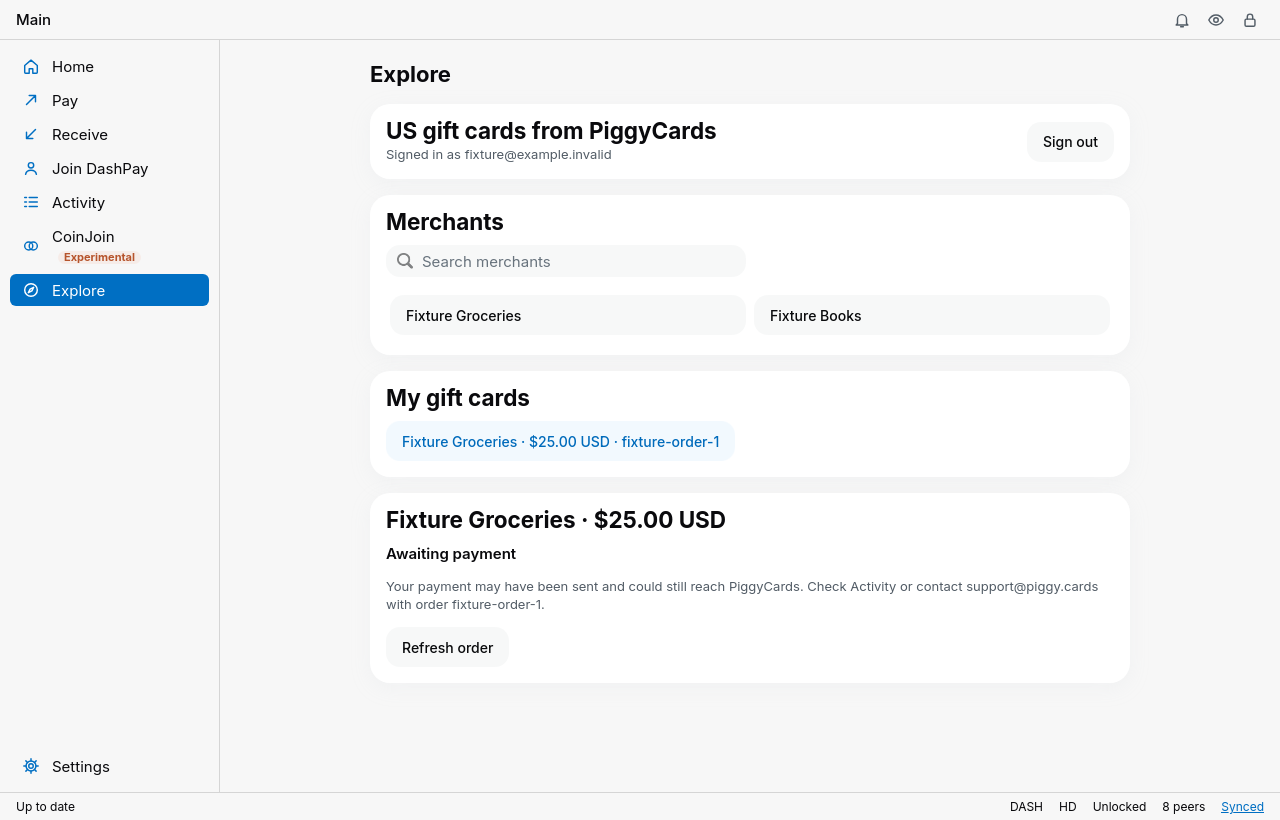 Main
Home
Pay
Receive
Join DashPay
Activity
CoinJoin
Experimental
Explore
Settings
Explore
US gift cards from PiggyCards
Signed in as fixture@example.invalid
Sign out
Merchants
Search merchants
Fixture Groceries
Fixture Books
My gift cards
Fixture Groceries · $25.00 USD · fixture-order-1
Fixture Groceries · $25.00 USD
Awaiting payment
Your payment may have been sent and could still reach PiggyCards. Check Activity or contact support@piggy.cards
with order fixture-order-1.
Refresh order
Up to date
DASH HD Unlocked 8 peers Synced